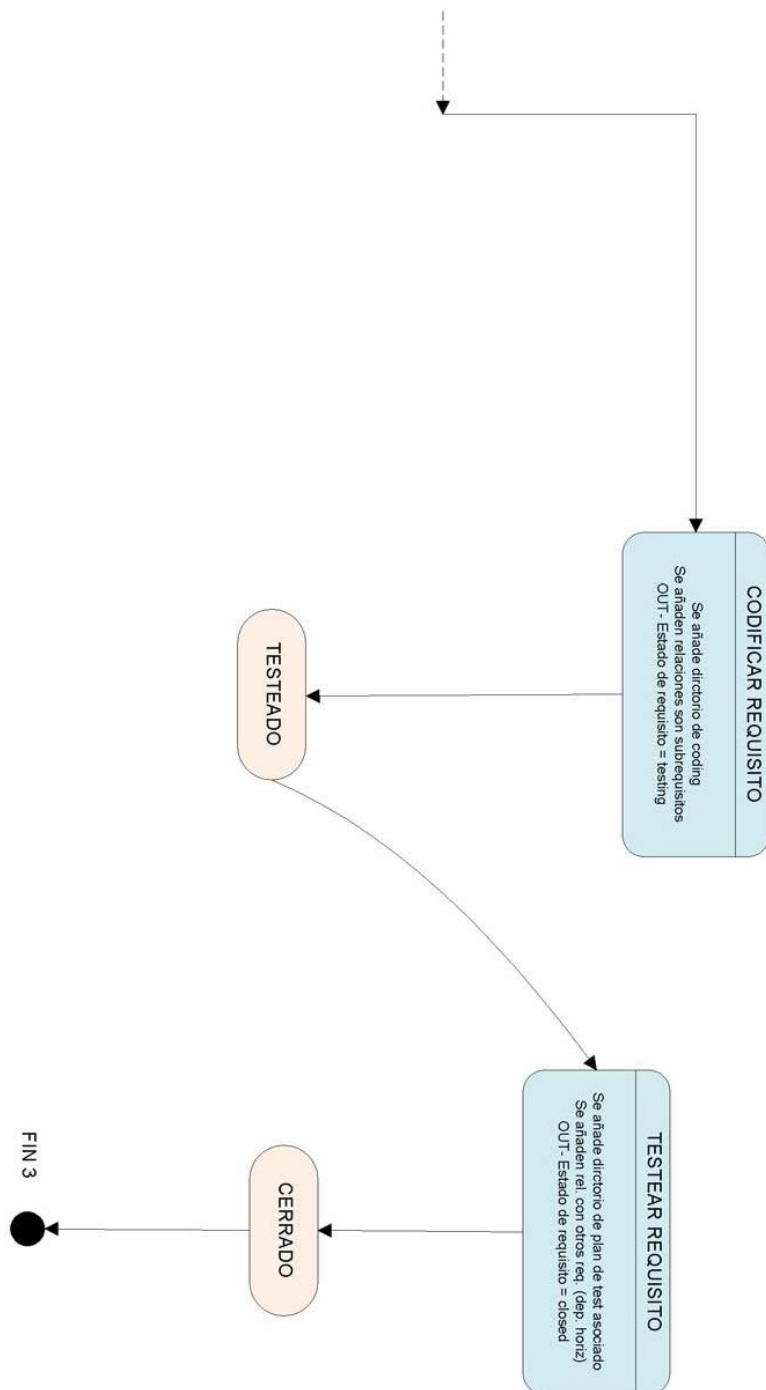 CODIFICAR REQUISITO
Se añade dirctorio de coding
Se añaden relaciones son subrequisitos
OUT- Estado de requisito = testing
TESTEADO
TESTEAR REQUISITO
Se añade dirctorio de plan de test asociado
Se añaden rel. con otros req. (dep. horiz)
OUT- Estado de requisito = closed
CERRADO
FIN 3